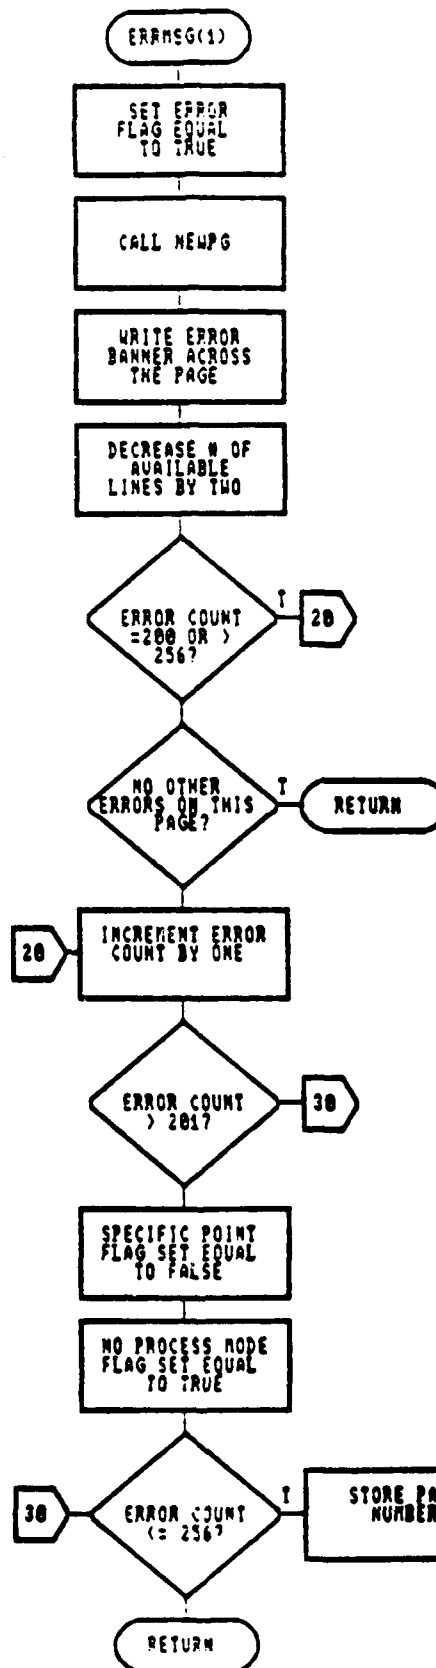 ERRMSG(1)
SET ERROR
FLAG EQUAL
TO TRUE
CALL NEWPG
WRITE ERROR
BANNER ACROSS
THE PAGE
DECREASE # OF
AVAILABLE
LINES BY TWO
ERROR COUNT
=200 OR >
256?
T
20
NO OTHER
ERRORS ON THIS
PAGE?
T
RETURN
20
INCREMENT ERROR
COUNT BY ONE
ERROR COUNT
> 201?
30
SPECIFIC POINT
FLAG SET EQUAL
TO FALSE
NO PROCESS MODE
FLAG SET EQUAL
TO TRUE
30
ERROR COUNT
<= 256?
T
STORE PA
NUMBER
RETURN